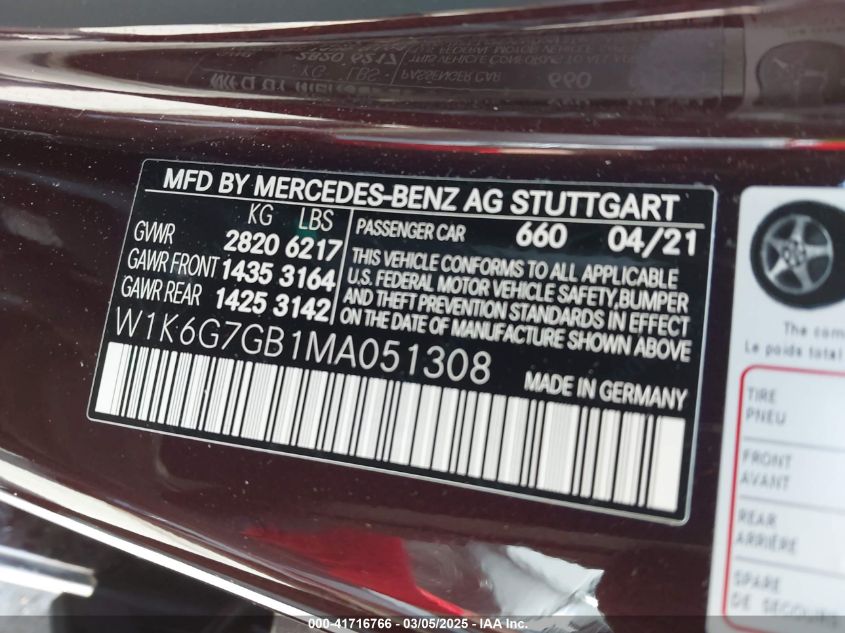 MFD BY MERCEDES-BENZ AG STUTTGART
KG LBS
GVWR 2820 6217
GAWR FRONT 1435 3164
GAWR REAR 1425 3142
PASSENGER CAR 660 04/21
THIS VEHICLE CONFORMS TO ALL APPLICABLE
U.S. FEDERAL MOTOR VEHICLE SAFETY, BUMPER
AND THEFT PREVENTION STANDARDS IN EFFECT
ON THE DATE OF MANUFACTURE SHOWN ABOVE
W1K6G7GB1MA051308
MADE IN GERMANY
The com
Le poids total
TIRE
PNEU
FRONT
AVANT
REAR
ARRIÈRE
SPARE
DE SECOURS
000-41716766 - 03/05/2025 - IAA Inc.